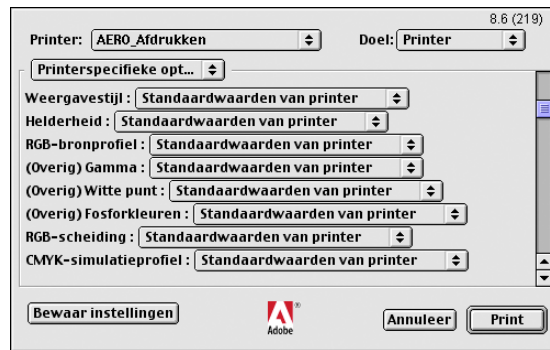 8.6 (219)
Printer: AERO_Afdrukken Doel: Printer
Printerspecifieke opt...
Weergavestijl : Standaardwaarden van printer
Helderheid : Standaardwaarden van printer
RGB-bronprofiel : Standaardwaarden van printer
(Overig) Gamma : Standaardwaarden van printer
(Overig) Witte punt : Standaardwaarden van printer
(Overig) Fosforkleuren : Standaardwaarden van printer
RGB-scheiding : Standaardwaarden van printer
CMYK-simulatieprofiel : Standaardwaarden van printer
Bewaar instellingen Adobe® Annuleer Print